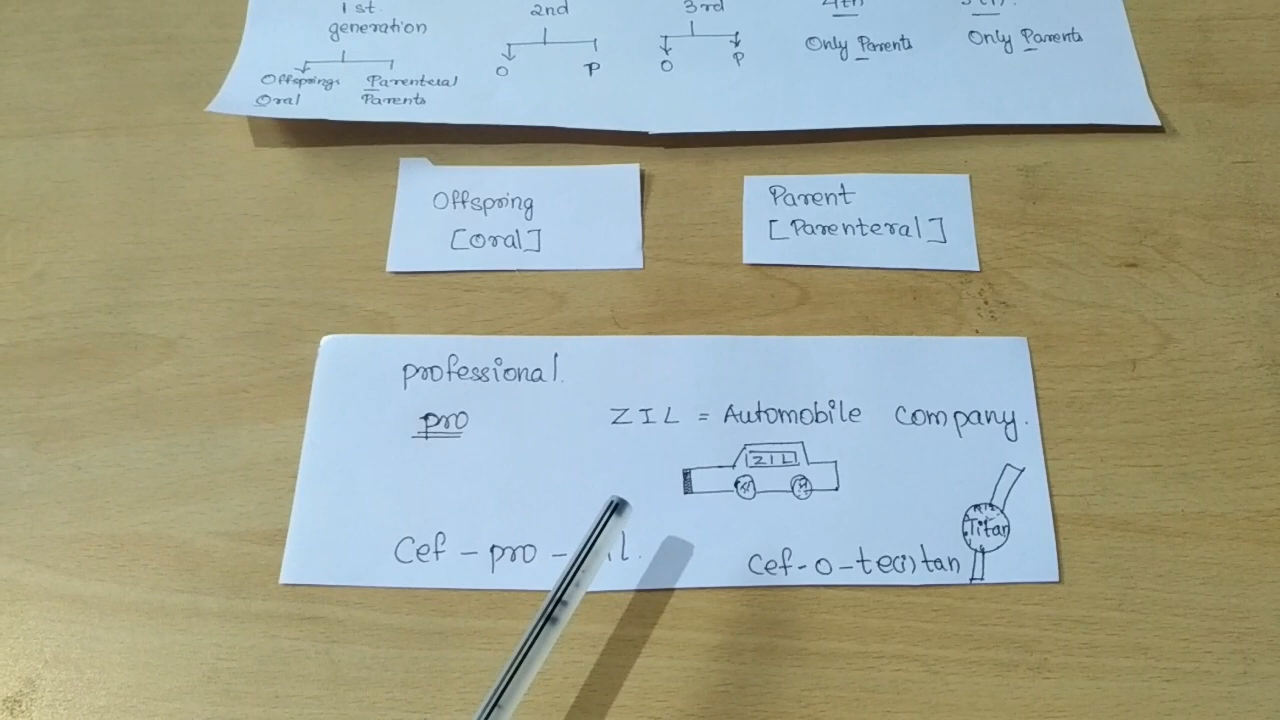 1st.
generation
Offsprings Parenteral
Oral Parents
2nd
O P
3rd
O P
4th
Only Parents
Only Parents
Offspring
[Oral]
Parent
[Parenteral]
professional.
pro
ZIL = Automobile company.
ZIL
Titan
Cef - pro -
Cef-o-te(i)tan